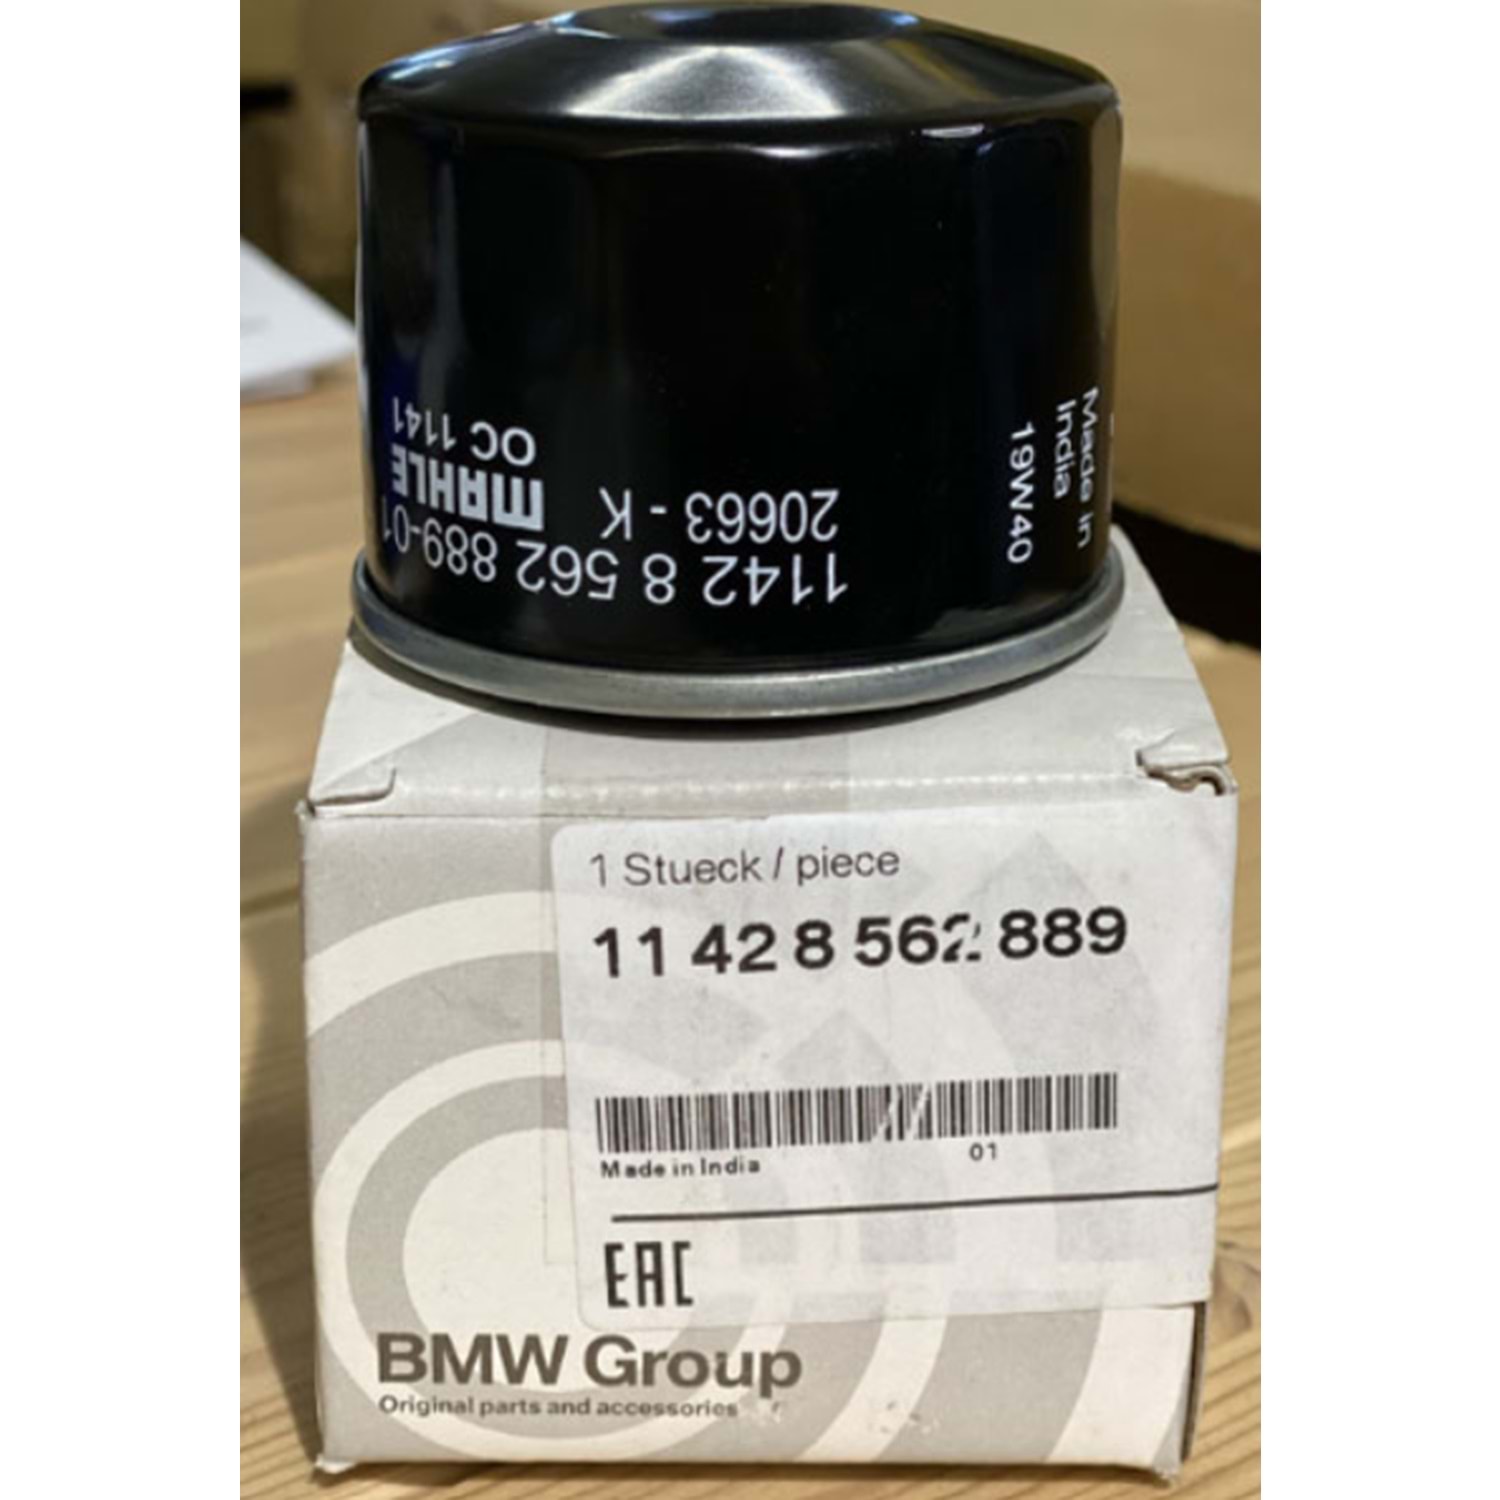 1142 8 562 889-01
20663 - K
MAHLE
OC 1141
Made in
India
19W40
1 Stueck / piece
11 42 8 562 889
Made in India
01
EAC
BMW Group
Original parts and accessories